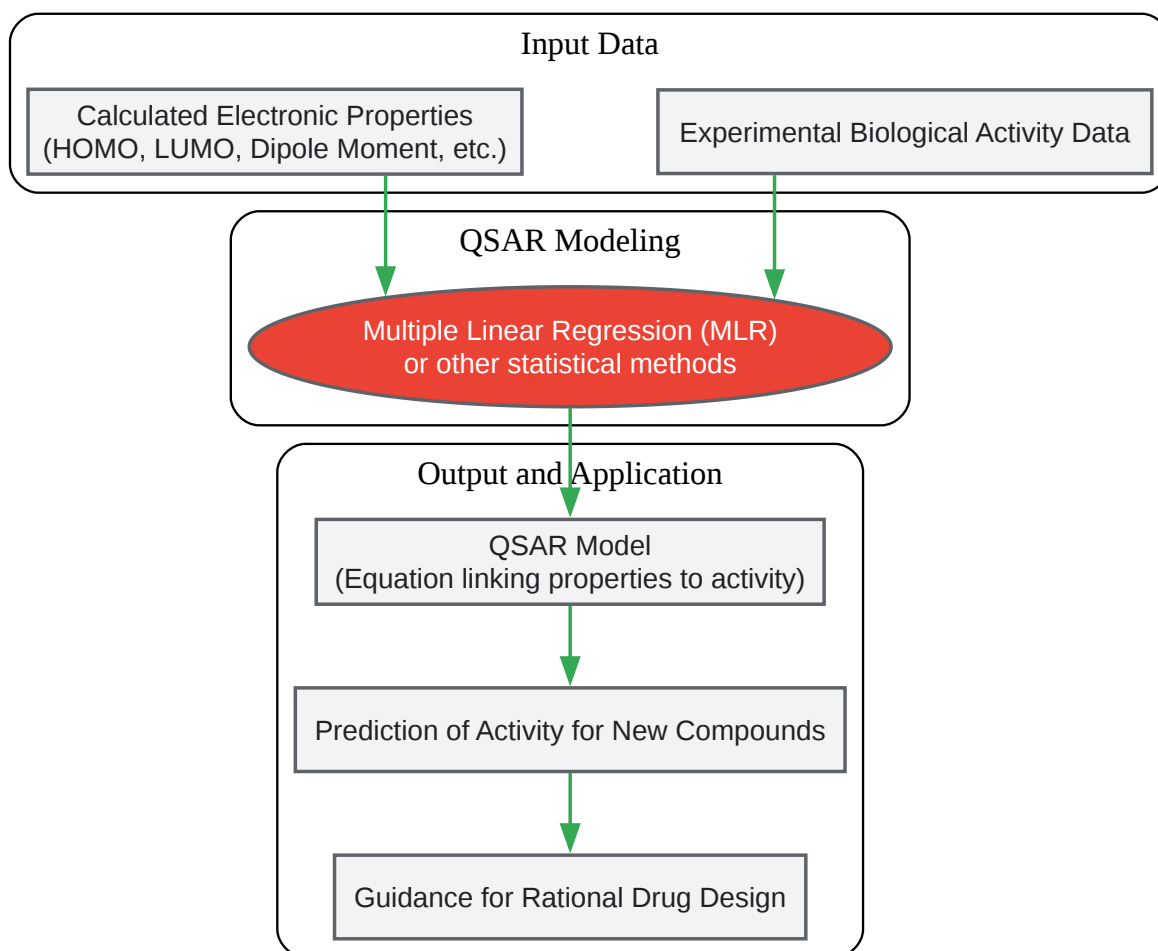 Input Data
Calculated Electronic Properties
(HOMO, LUMO, Dipole Moment, etc.)
Experimental Biological Activity Data
QSAR Modeling
Multiple Linear Regression (MLR)
or other statistical methods
Output and Application
QSAR Model
(Equation linking properties to activity)
Prediction of Activity for New Compounds
Guidance for Rational Drug Design